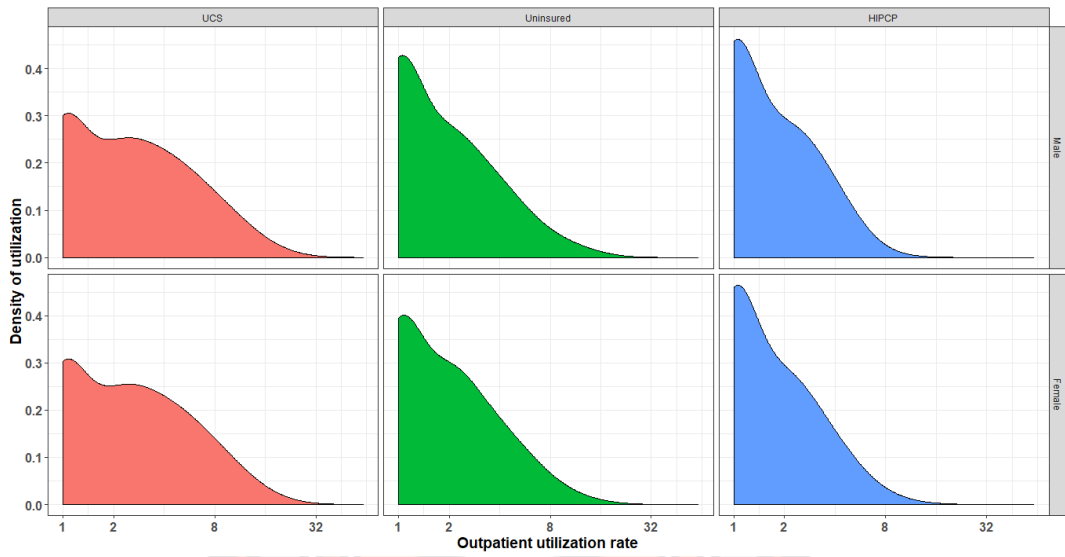 UCS Uninsured HIPCP
0.4
0.3
0.2
0.1
0.0
Male
0.4
0.3
0.2
0.1
0.0
Female
Density of utilization
1 2 8 32 1 2 8 32 1 2 8 32
Outpatient utilization rate